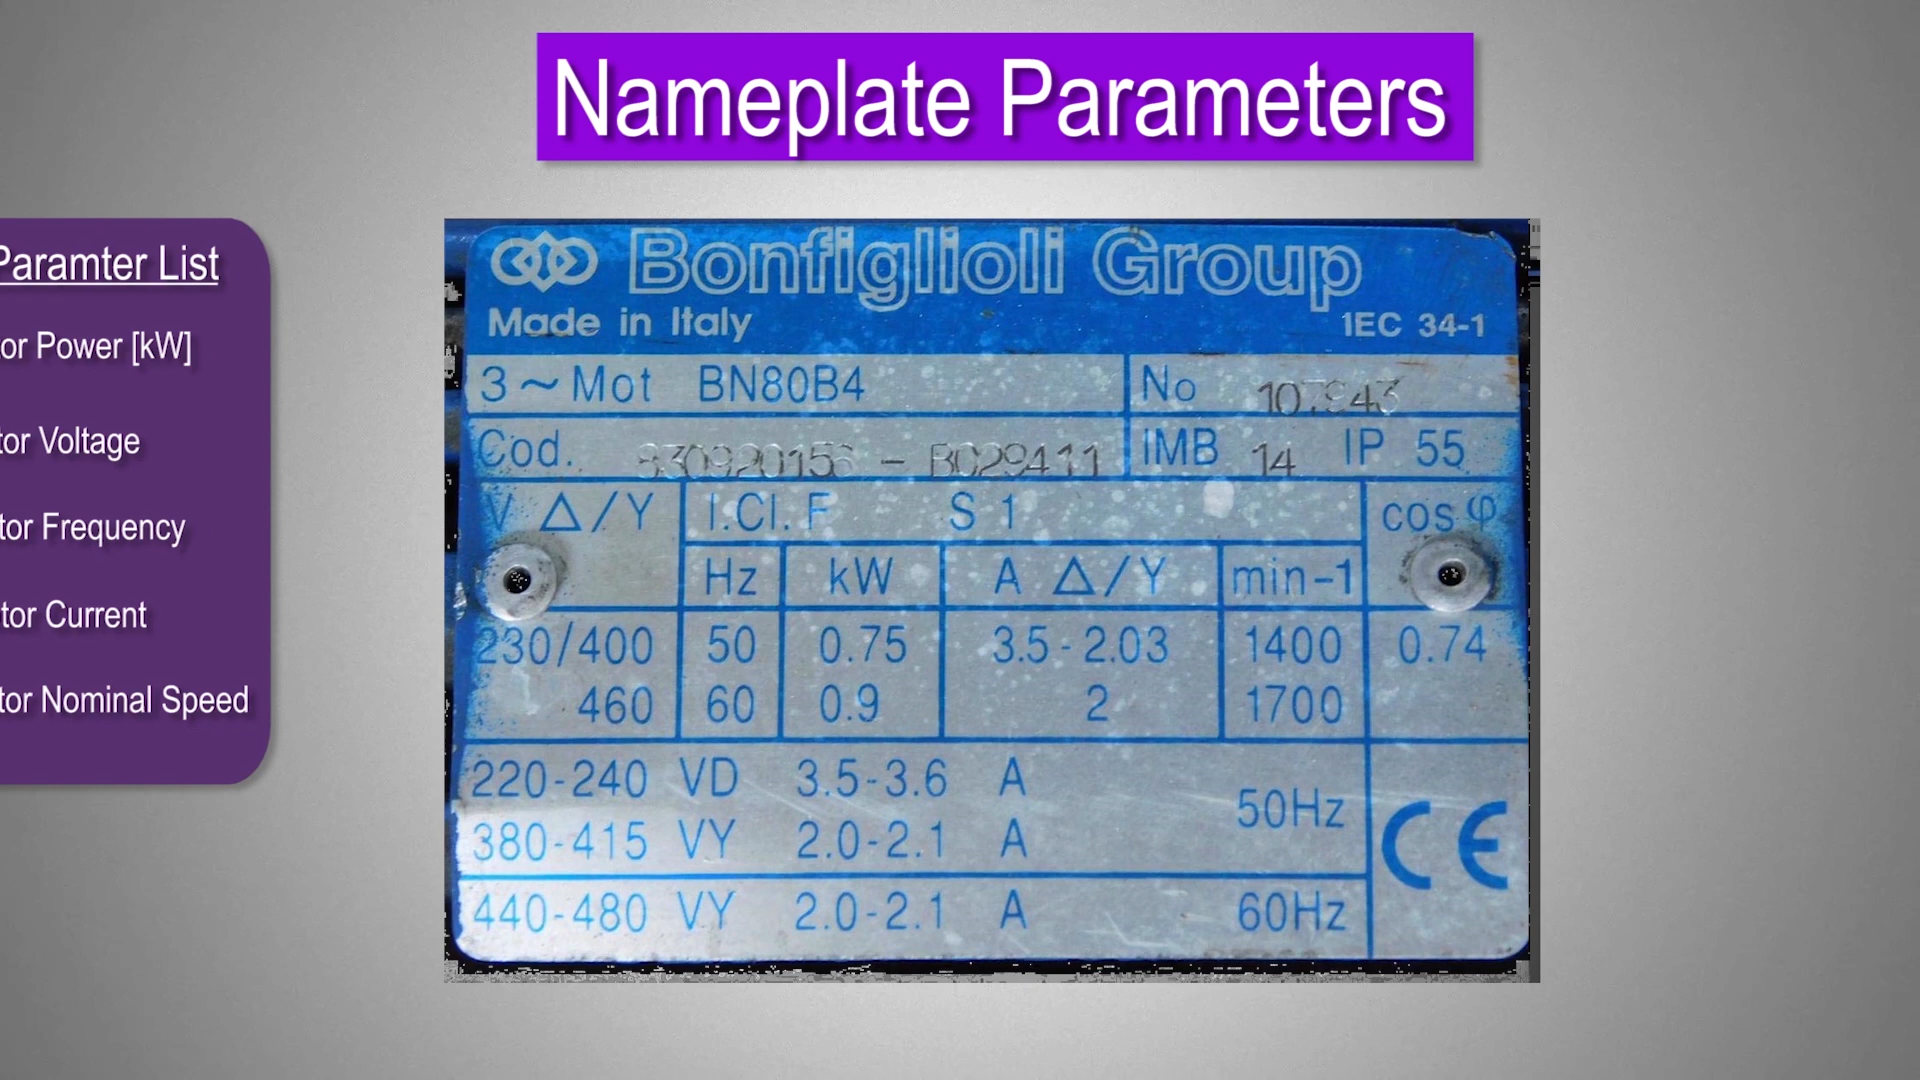 Nameplate Parameters
Paramter List
tor Power [kW]
tor Voltage
tor Frequency
tor Current
tor Nominal Speed
Bonfiglioli Group
Made in Italy
IEC 34-1
3 ~ Mot BN80B4
No
Cod. - B029411
IMB 14 IP 55
V Δ/Y
I.Cl. F S 1
cos φ
Hz kW A Δ/Y min-1
230/400 50 0.75 3.5-2.03 1400 0.74
460 60 0.9 2 1700
220-240 VD 3.5-3.6 A
50Hz
380-415 VY 2.0-2.1 A
CE
440-480 VY 2.0-2.1 A 60Hz